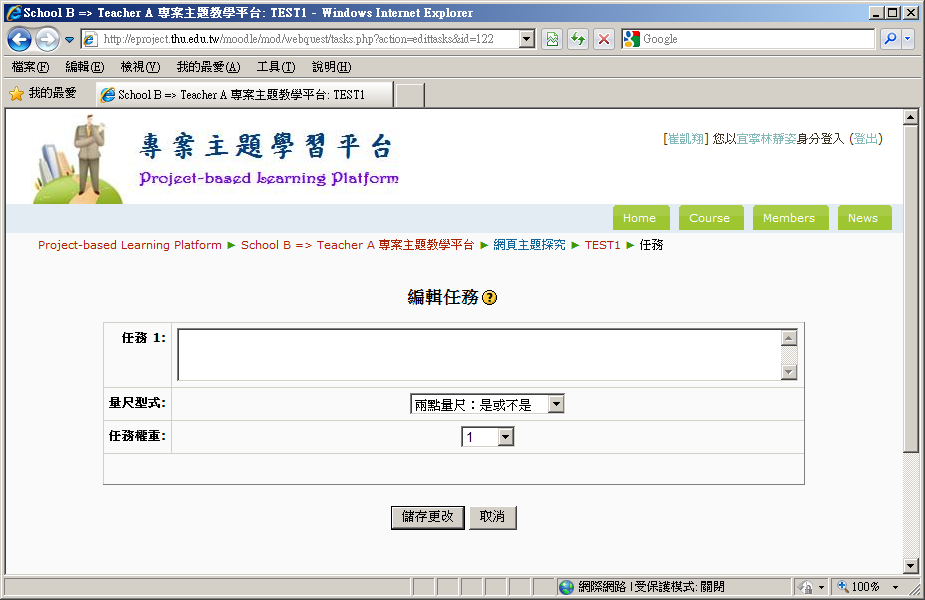 School B => Teacher A 專案主題教學平台: TEST1 - Windows Internet Explorer
http://eproject.thu.edu.tw/moodle/mod/webquest/tasks.php?action=edittasks&id=122
Google
檔案(F) 編輯(E) 檢視(V) 我的最愛(A) 工具(T) 說明(H)
我的最愛
School B => Teacher A 專案主題教學平台: TEST1
專案主題學習平台
Project-based Learning Platform
[崔凱翔] 您以宜寧林靜姿身分登入 (登出)
Home Course Members News
Project-based Learning Platform ► School B => Teacher A 專案主題教學平台 ► 網頁主題探究 ► TEST1 ► 任務
編輯任務
任務 1:
量尺型式: 兩點量尺：是或不是
任務權重: 1
儲存更改 取消
網際網路 | 受保護模式: 關閉
100%